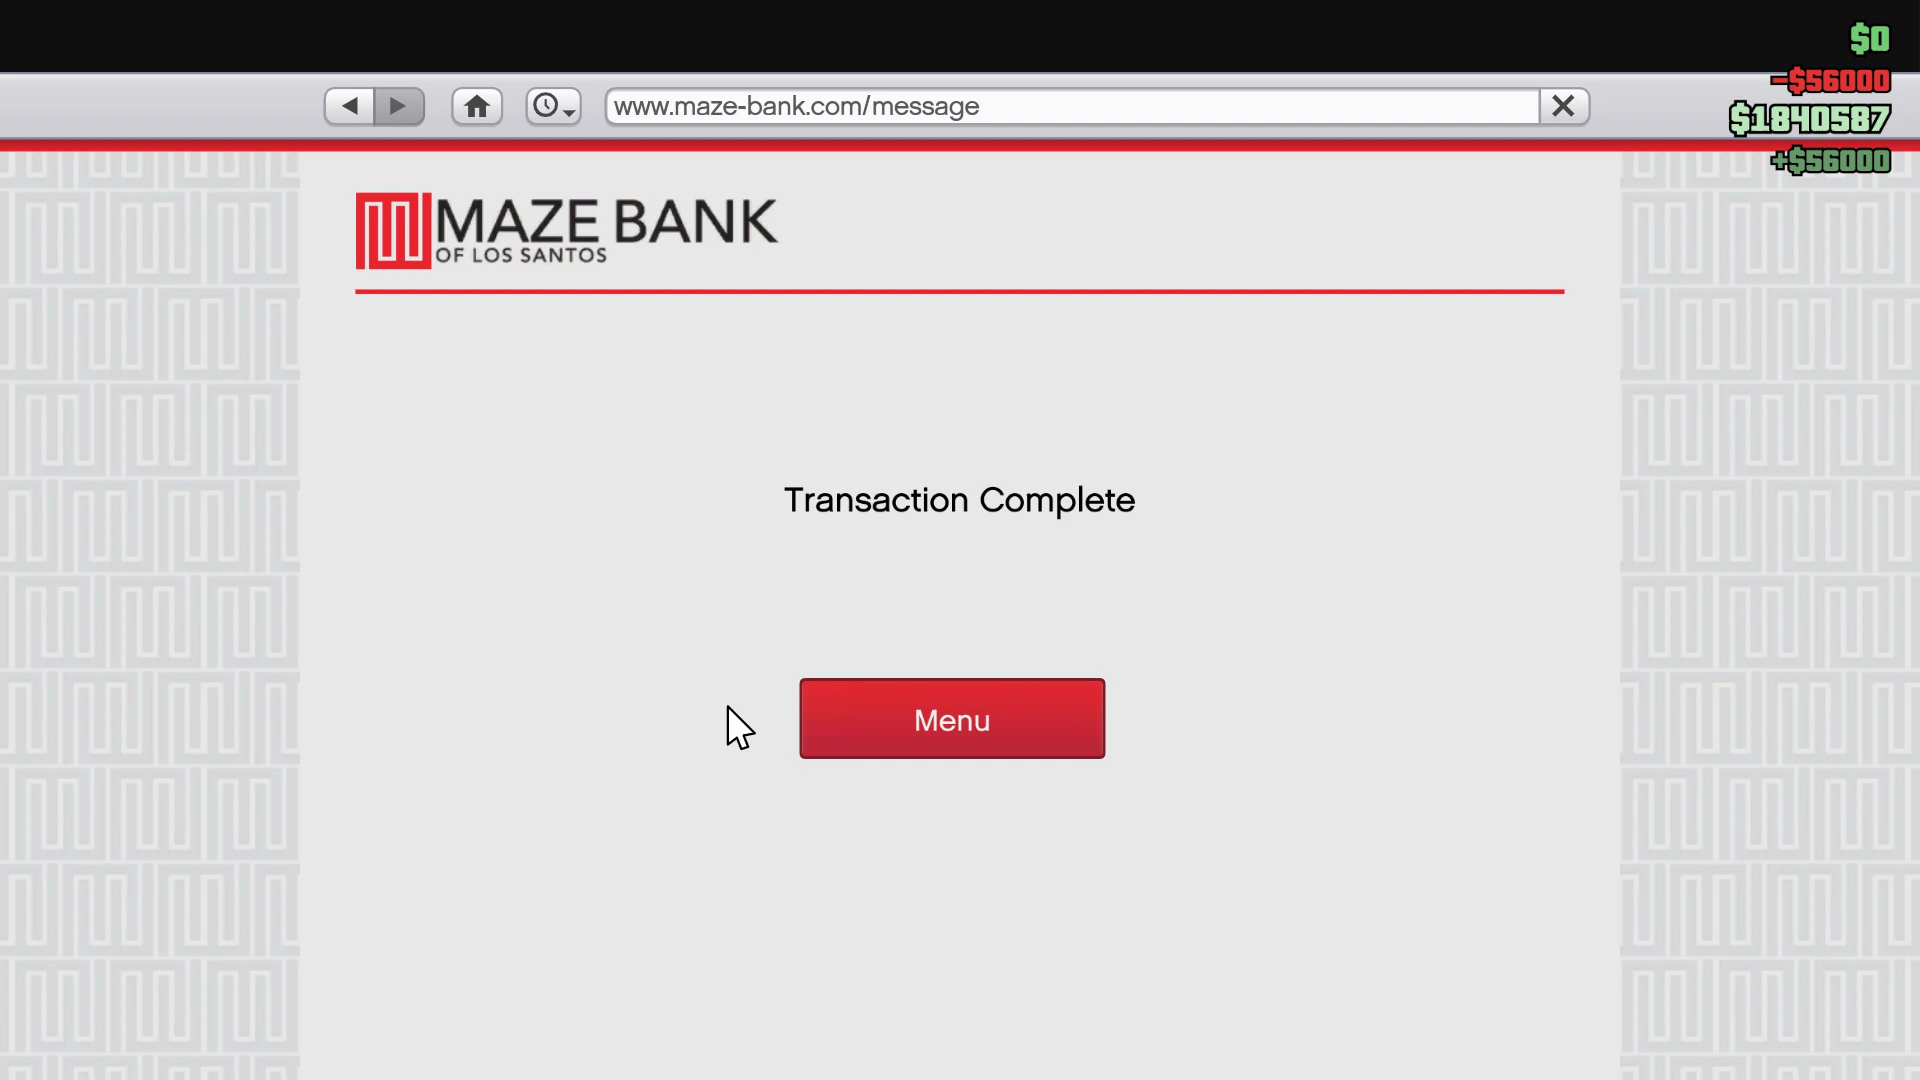 $0
-$56000
www.maze-bank.com/message
$1840587
+$56000
MAZE BANK
OF LOS SANTOS
Transaction Complete
Menu